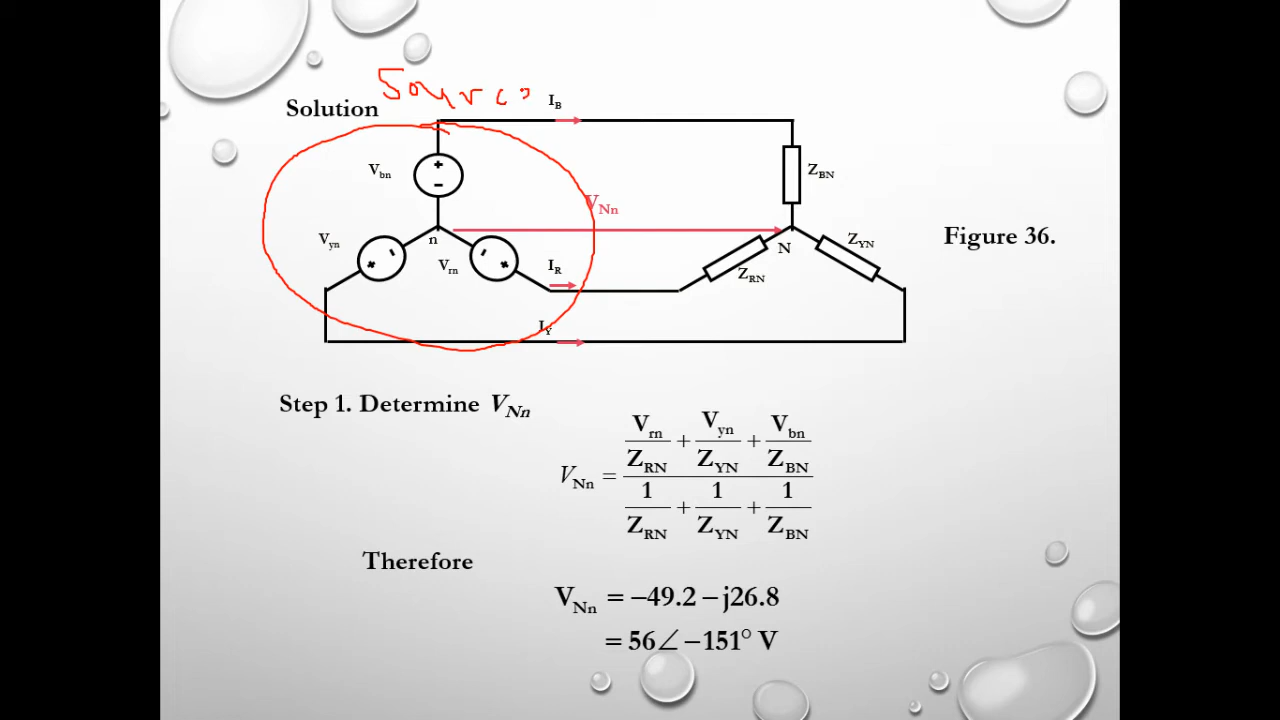 Solution
Sources
I_B
V_bn
Z_BN
V_Nn
V_yn
n
V_rn
I_R
N
Z_RN
Z_YN
Figure 36.
I_Y
Step 1. Determine V_Nn
V_Nn = (V_rn/Z_RN + V_yn/Z_YN + V_bn/Z_BN) / (1/Z_RN + 1/Z_YN + 1/Z_BN)
Therefore
V_Nn = −49.2 − j26.8
= 56∠−151° V